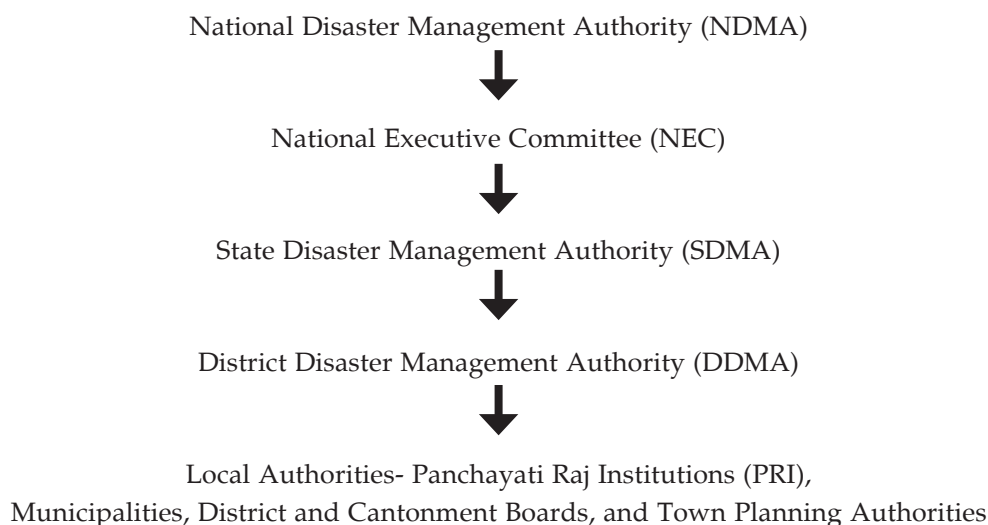 National Disaster Management Authority (NDMA)
National Executive Committee (NEC)
State Disaster Management Authority (SDMA)
District Disaster Management Authority (DDMA)
Local Authorities- Panchayati Raj Institutions (PRI),
Municipalities, District and Cantonment Boards, and Town Planning Authorities